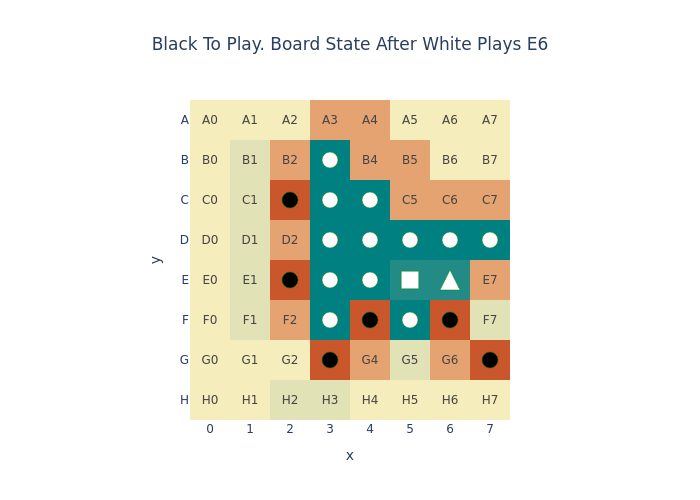 Black To Play. Board State After White Plays E6
A A0 A1 A2 A3 A4 A5 A6 A7
B B0 B1 B2 B4 B5 B6 B7
C C0 C1 C5 C6 C7
y D D0 D1 D2
E E0 E1 E7
F F0 F1 F2 F7
G G0 G1 G2 G4 G5 G6
H H0 H1 H2 H3 H4 H5 H6 H7
0 1 2 3 4 5 6 7
x